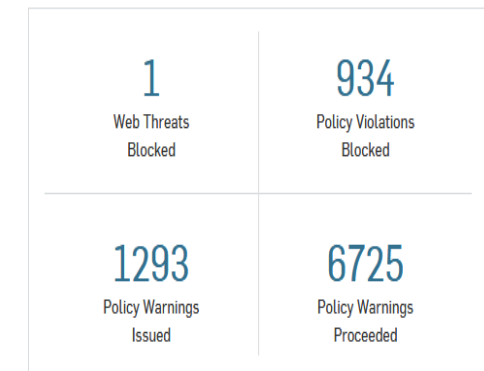 1
Web Threats
Blocked
934
Policy Violations
Blocked
1293
Policy Warnings
Issued
6725
Policy Warnings
Proceeded